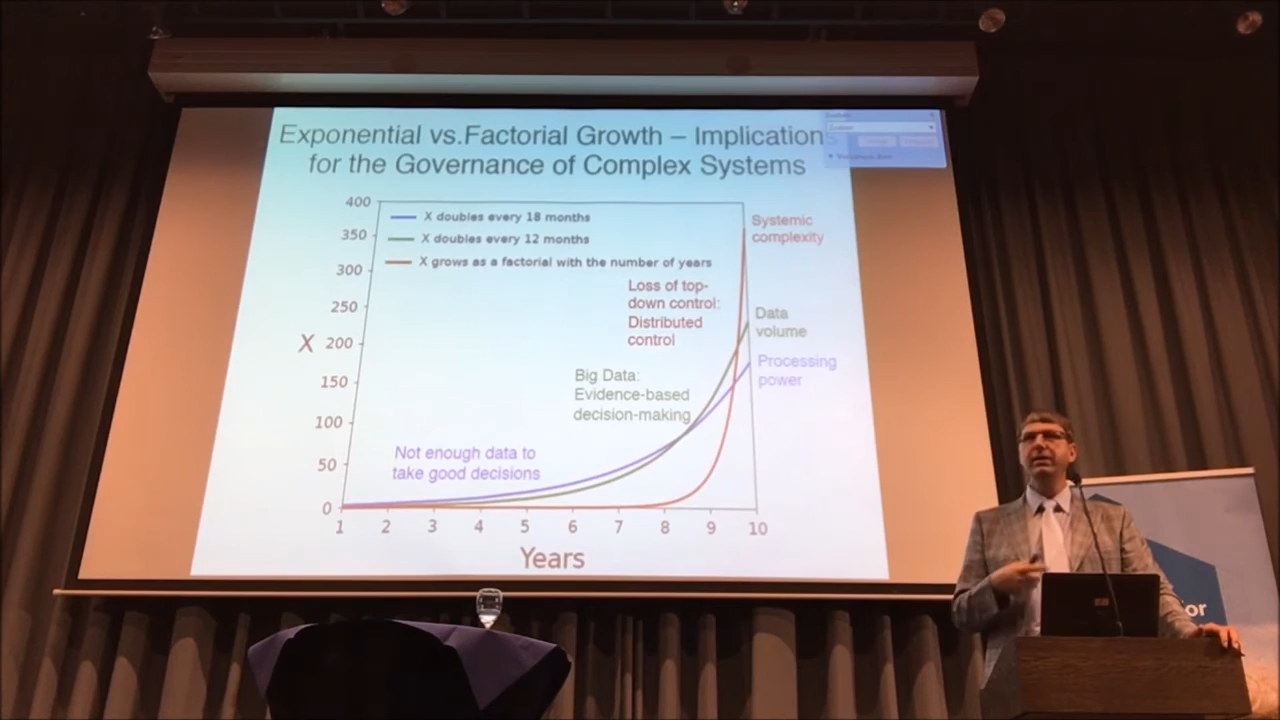 Exponential vs.Factorial Growth – Implications
for the Governance of Complex Systems
400
350
300
250
200
150
100
50
0
X
X doubles every 18 months
X doubles every 12 months
X grows as a factorial with the number of years
Systemic
complexity
Loss of top-
down control:
Distributed
control
Data
volume
Processing
power
Big Data:
Evidence-based
decision-making
Not enough data to
take good decisions
1 2 3 4 5 6 7 8 9 10
Years